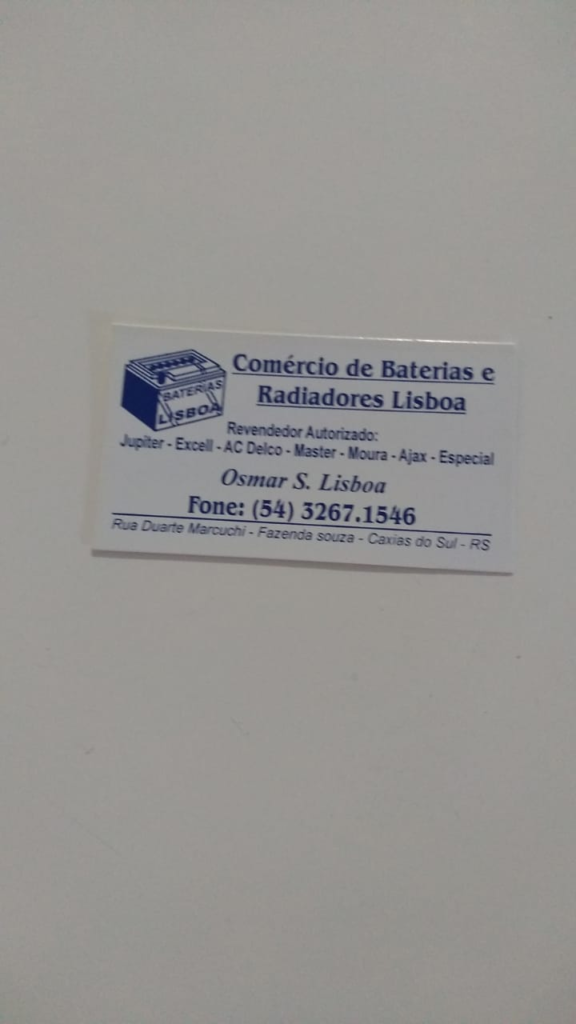 BATERIAS
LISBOA
Comércio de Baterias e
Radiadores Lisboa
Revendedor Autorizado:
Jupiter - Excell - AC Delco - Master - Moura - Ajax - Especial
Osmar S. Lisboa
Fone: (54) 3267.1546
Rua Duarte Marcuchi - Fazenda souza - Caxias do Sul - RS